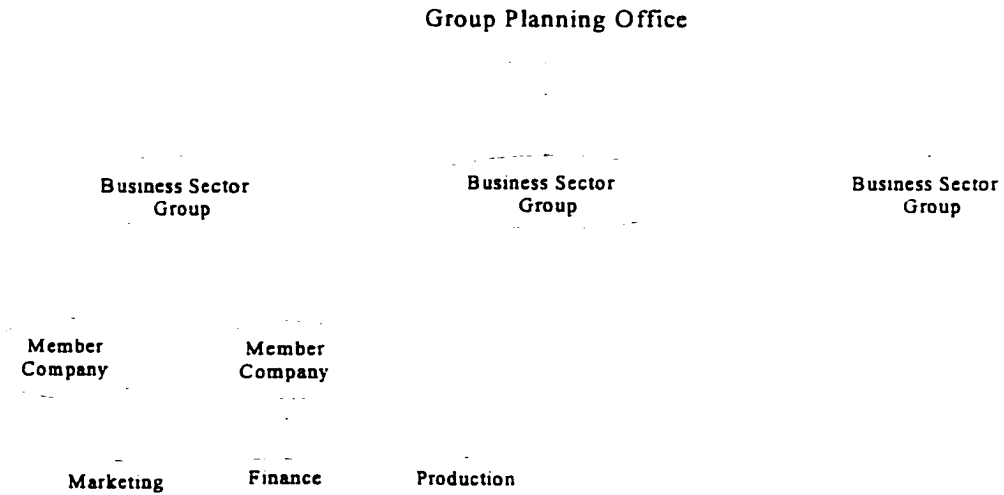 Group Planning Office
Business Sector
Group
Business Sector
Group
Business Sector
Group
Member
Company
Member
Company
Marketing
Finance
Production